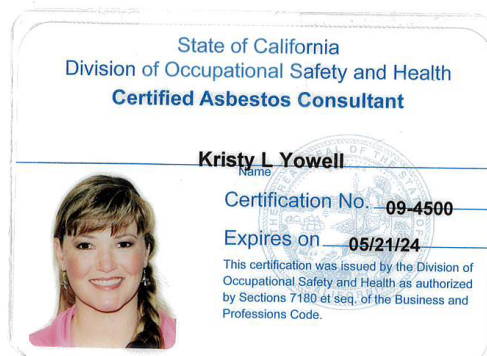 State of California
Division of Occupational Safety and Health
Certified Asbestos Consultant
Kristy L Yowell
Name
Certification No. 09-4500
Expires on 05/21/24
This certification was issued by the Division of
Occupational Safety and Health as authorized
by Sections 7180 et seq. of the Business and
Professions Code.